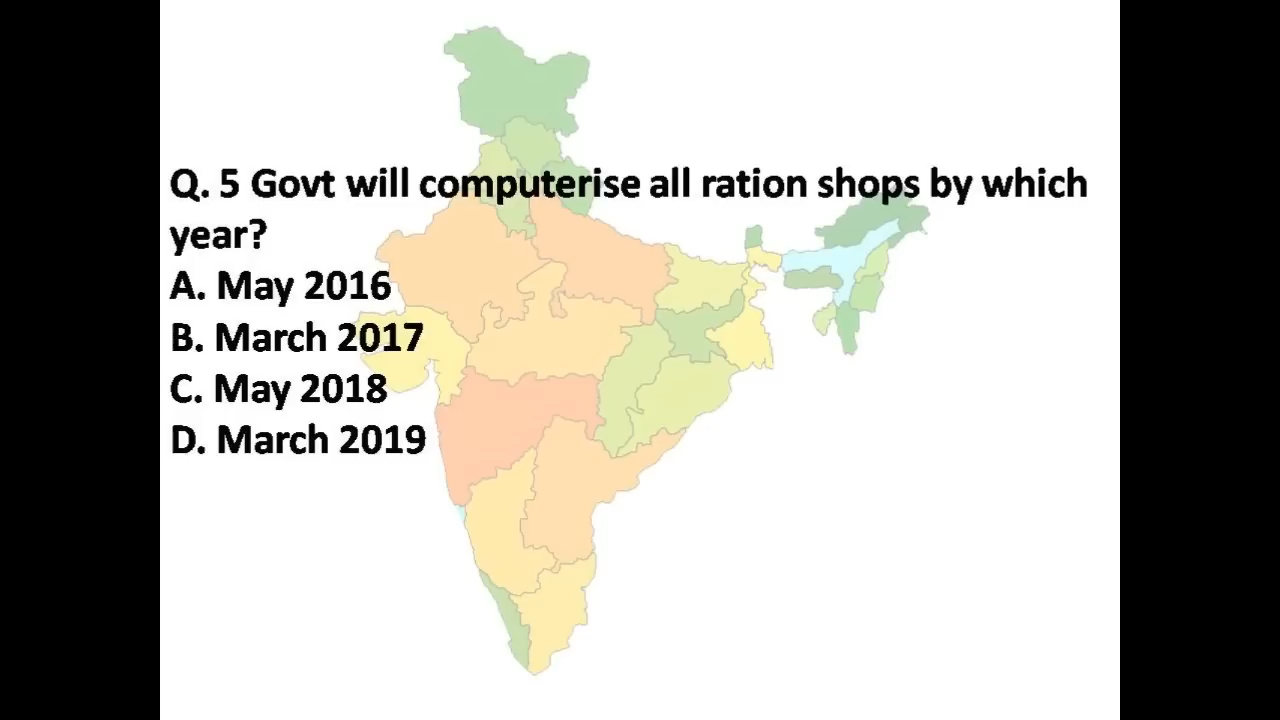 Q. 5 Govt will computerise all ration shops by which
year?
A. May 2016
B. March 2017
C. May 2018
D. March 2019